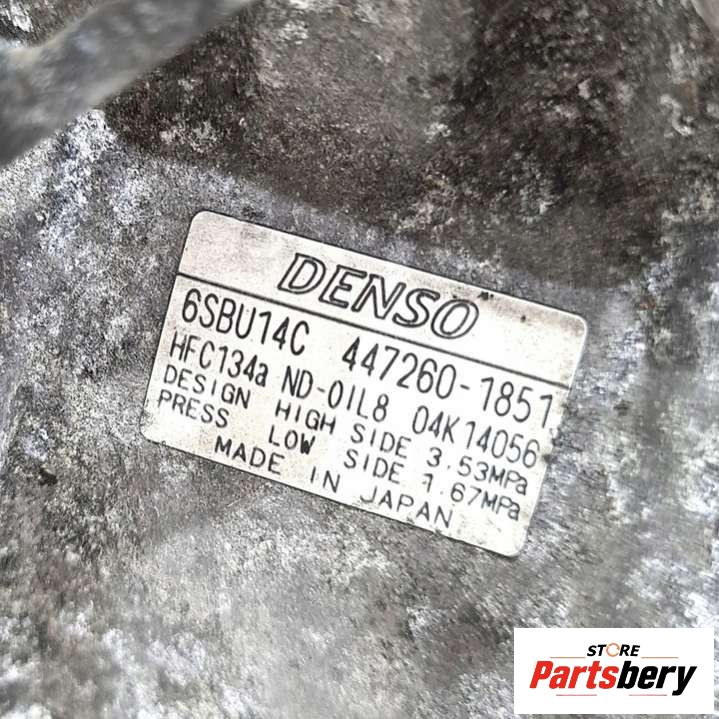 DENSO
6SBU14C 447260-1851
HFC134a ND-OIL8 04K14056
DESIGN HIGH SIDE 3.53MPa
PRESS LOW SIDE 1.67MPa
MADE IN JAPAN
STORE
Partsbery